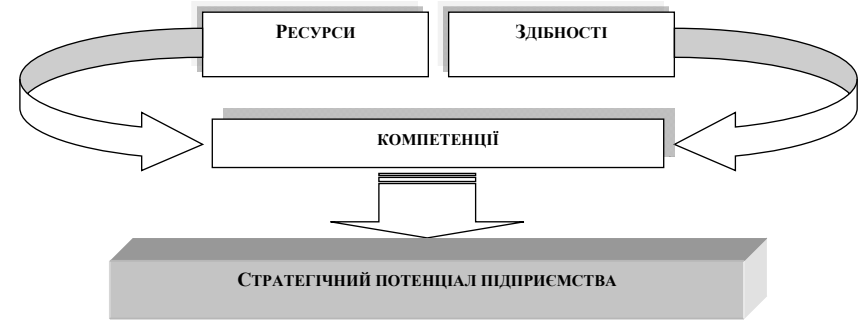 РЕСУРСИ
ЗДІБНОСТІ
КОМПЕТЕНЦІЇ
СТРАТЕГІЧНИЙ ПОТЕНЦІАЛ ПІДПРИЄМСТВА